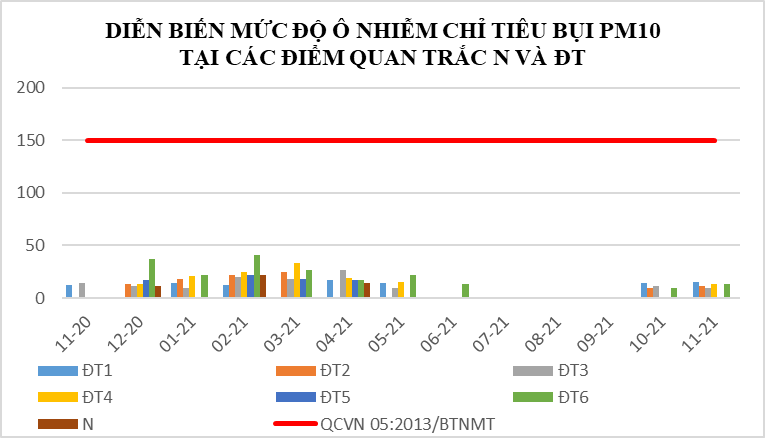 DIỄN BIẾN MỨC ĐỘ Ô NHIỄM CHỈ TIÊU BỤI PM10
TẠI CÁC ĐIỂM QUAN TRẮC N VÀ ĐT
200
150
100
50
0
11-20 12-20 01-21 02-21 03-21 04-21 05-21 06-21 07-21 08-21 09-21 10-21 11-21
ĐT1 ĐT2 ĐT3
ĐT4 ĐT5 ĐT6
N QCVN 05:2013/BTNMT